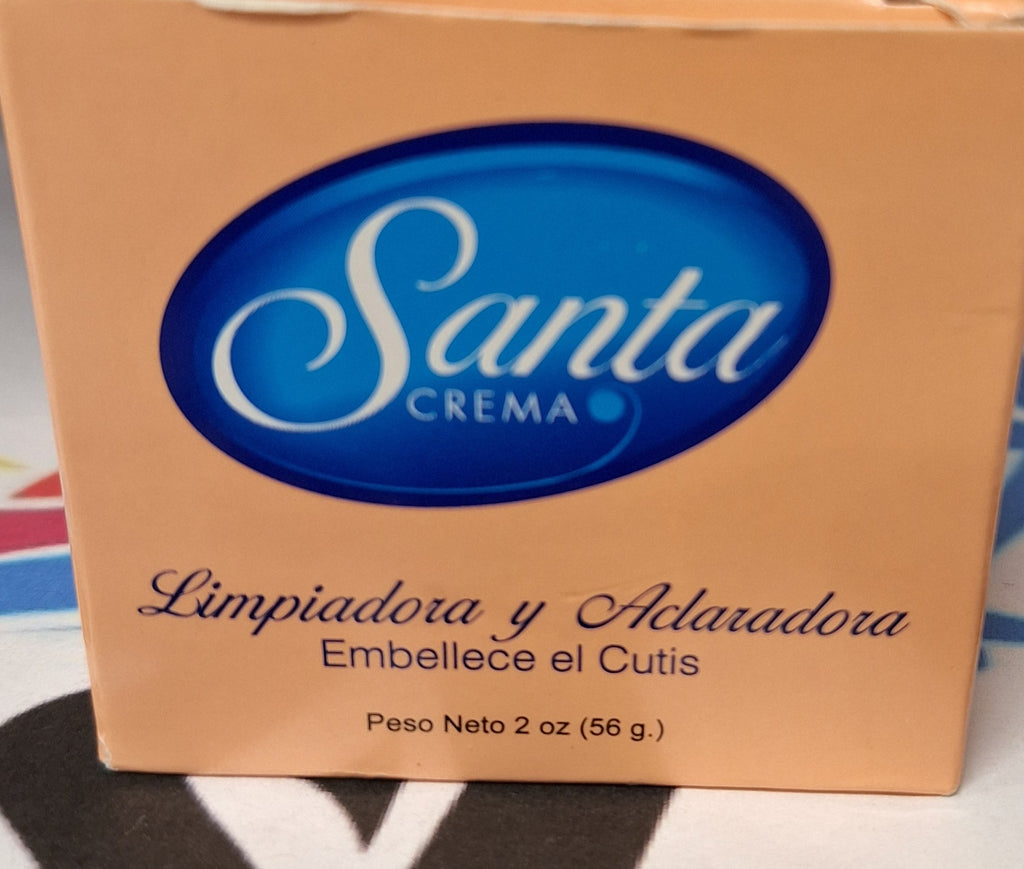 Santa
CREMA
Limpiadora y Aclaradora
Embellece el Cutis
Peso Neto 2 oz (56 g.)